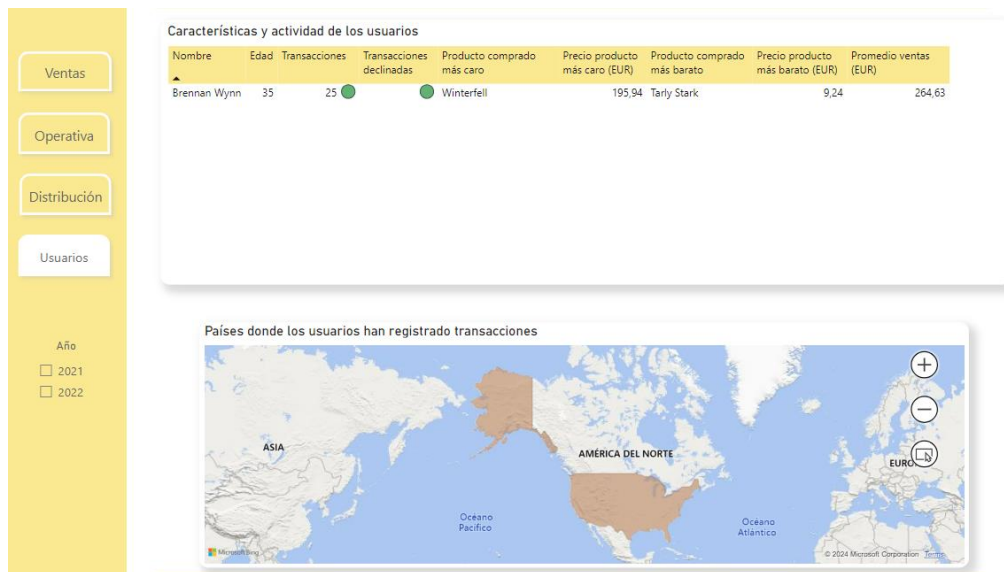 Ventas
Operativa
Distribución
Usuarios
Año
2021
2022
Características y actividad de los usuarios
Nombre Edad Transacciones Transacciones declinadas Producto comprado más caro Precio producto más caro (EUR) Producto comprado más barato Precio producto más barato (EUR) Promedio ventas (EUR)
Brennan Wynn 35 25 Winterfell 195,94 Tarly Stark 9,24 264,63
Países donde los usuarios han registrado transacciones
ASIA
AMÉRICA DEL NORTE
Océano
Pacífico
Océano
Atlántico
Microsoft Bing
© 2024 Microsoft Corporation Terms